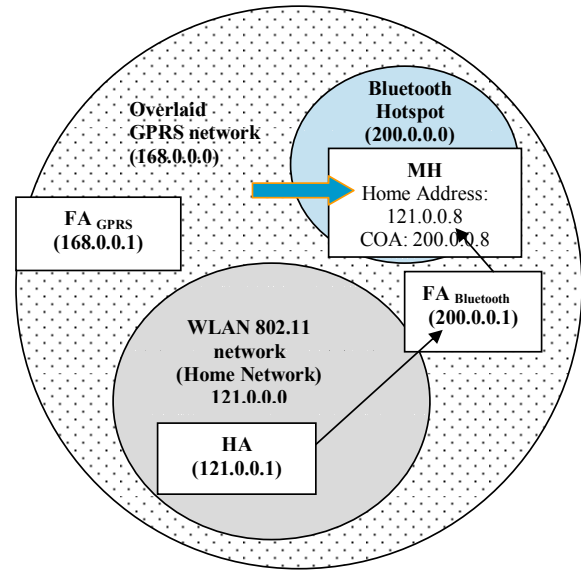 Overlaid
GPRS network
(168.0.0.0)
Bluetooth
Hotspot
(200.0.0.0)
MH
Home Address:
121.0.0.8
COA: 200.0.0.8
FA GPRS
(168.0.0.1)
FA Bluetooth
(200.0.0.1)
WLAN 802.11
network
(Home Network)
121.0.0.0
HA
(121.0.0.1)